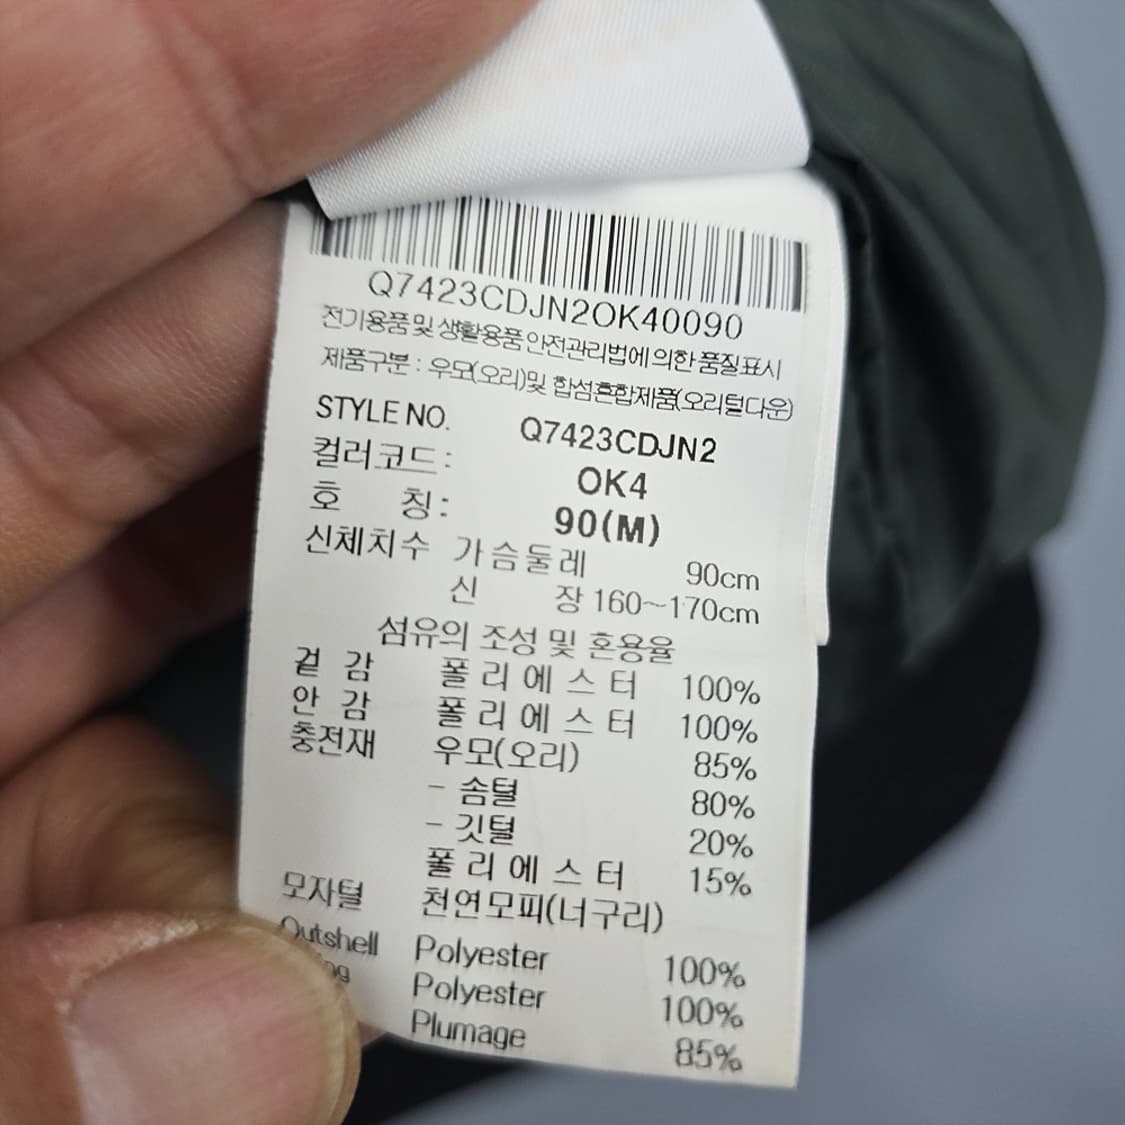 Q7423CDJN2OK40090
전기용품 및 생활용품 안전관리법에 의한 품질표시
제품구분 : 우모(오리)및 합섬혼합제품(오리털다운)
STYLE NO. Q7423CDJN2
컬러코드 : OK4
호 칭 : 90(M)
신체치수 가슴둘레 90cm
신 장 160~170cm
섬유의 조성 및 혼용율
겉 감 폴리에스터 100%
안 감 폴리에스터 100%
충전재 우모(오리) 85%
- 솜털 80%
- 깃털 20%
폴리에스터 15%
모자털 천연모피(너구리)
Outshell Polyester 100%
Polyester 100%
Plumage 85%